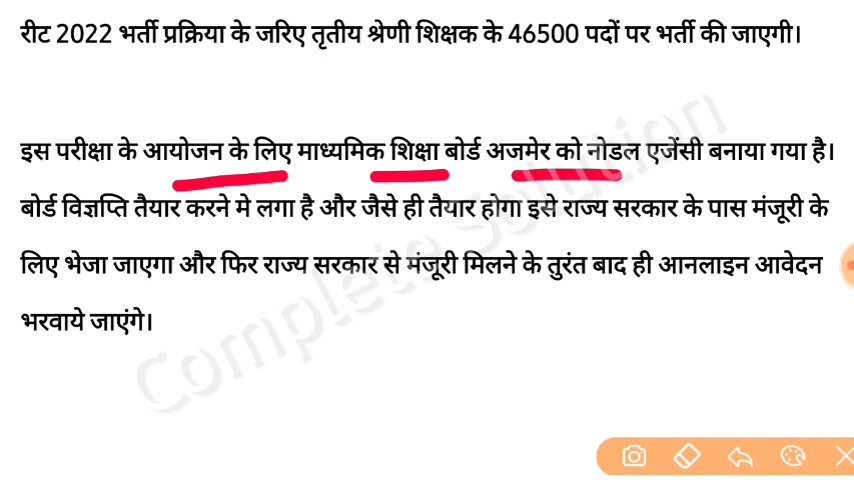 रीट 2022 भर्ती प्रक्रिया के जरिए तृतीय श्रेणी शिक्षक के 46500 पदों पर भर्ती की जाएगी।
इस परीक्षा के आयोजन के लिए माध्यमिक शिक्षा बोर्ड अजमेर को नोडल एजेंसी बनाया गया है।
बोर्ड विज्ञप्ति तैयार करने मे लगा है और जैसे ही तैयार होगा इसे राज्य सरकार के पास मंजूरी के
लिए भेजा जाएगा और फिर राज्य सरकार से मंजूरी मिलने के तुरंत बाद ही आनलाइन आवेदन
भरवाये जाएंगे।
Complete Solution